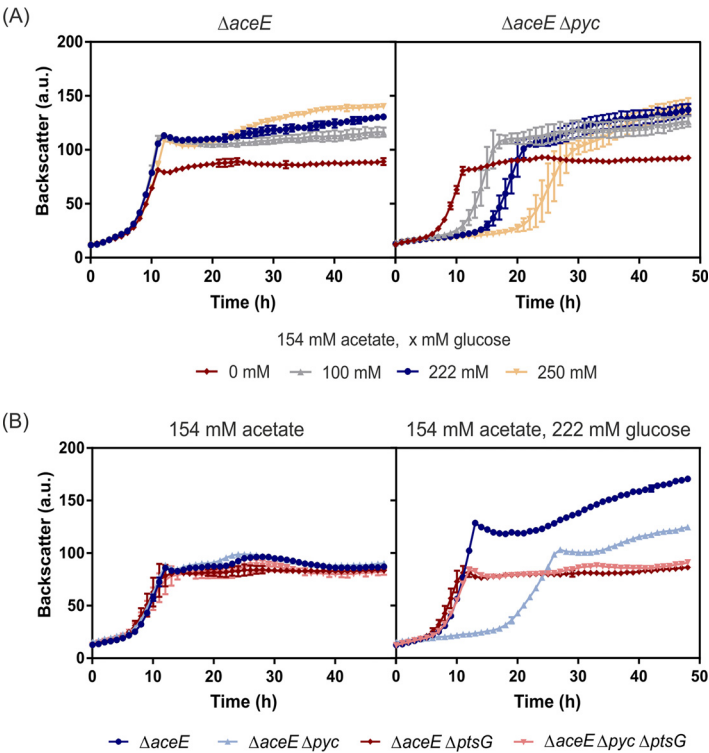 (A)
ΔaceE
ΔaceE Δpyc
Backscatter (a.u.)
200
150
100
50
0
0 10 20 30 40
0 10 20 30 40 50
Time (h)
Time (h)
154 mM acetate, x mM glucose
0 mM 100 mM 222 mM 250 mM
(B)
154 mM acetate
154 mM acetate, 222 mM glucose
Backscatter (a.u.)
200
150
100
50
0
0 10 20 30 40
0 10 20 30 40 50
Time (h)
Time (h)
ΔaceE ΔaceE Δpyc ΔaceE ΔptsG ΔaceE Δpyc ΔptsG